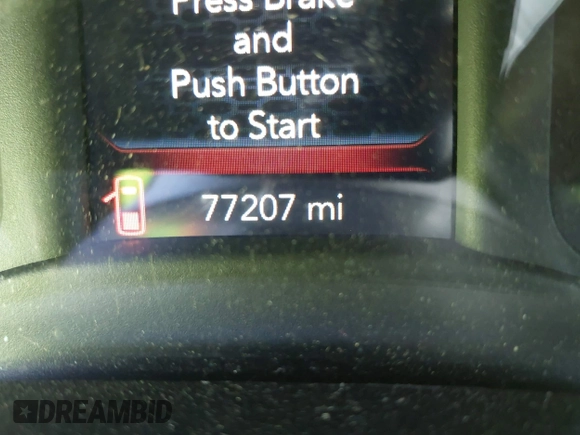 Press Brake
and
Push Button
to Start
77207 mi
DREAMBID